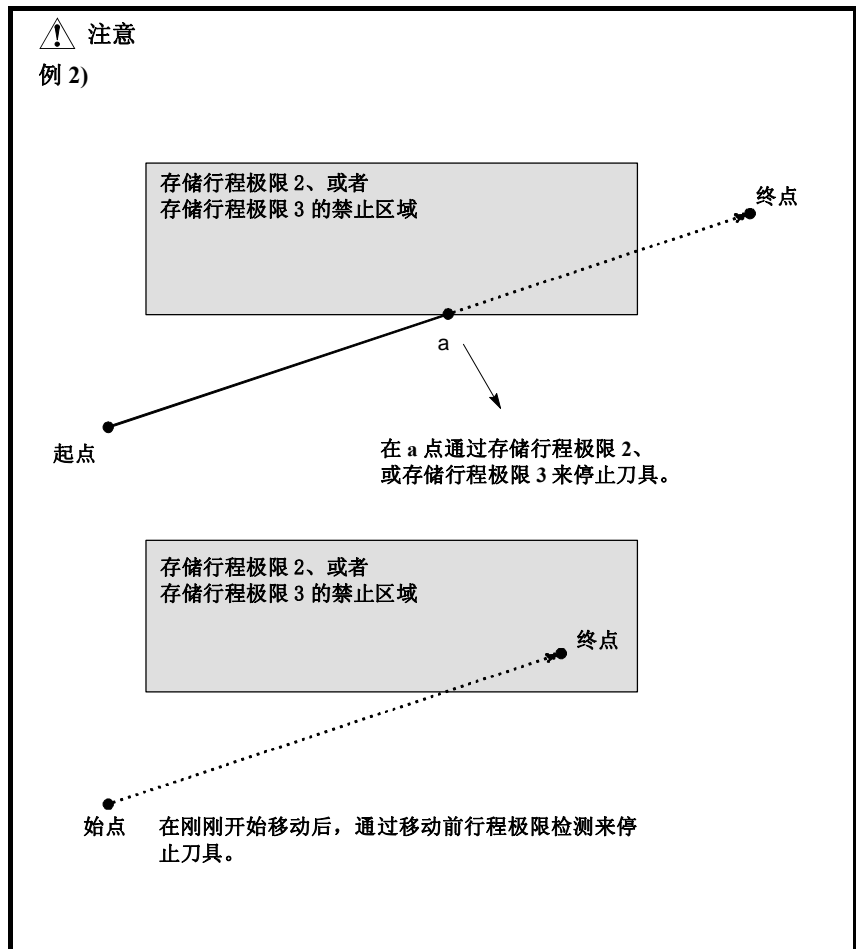 注意
例 2)
存储行程极限 2、或者
存储行程极限 3 的禁止区域
终点
a
起点
在 a 点通过存储行程极限 2、
或存储行程极限 3 来停止刀具。
存储行程极限 2、或者
存储行程极限 3 的禁止区域
终点
始点
在刚刚开始移动后，通过移动前行程极限检测来停
止刀具。